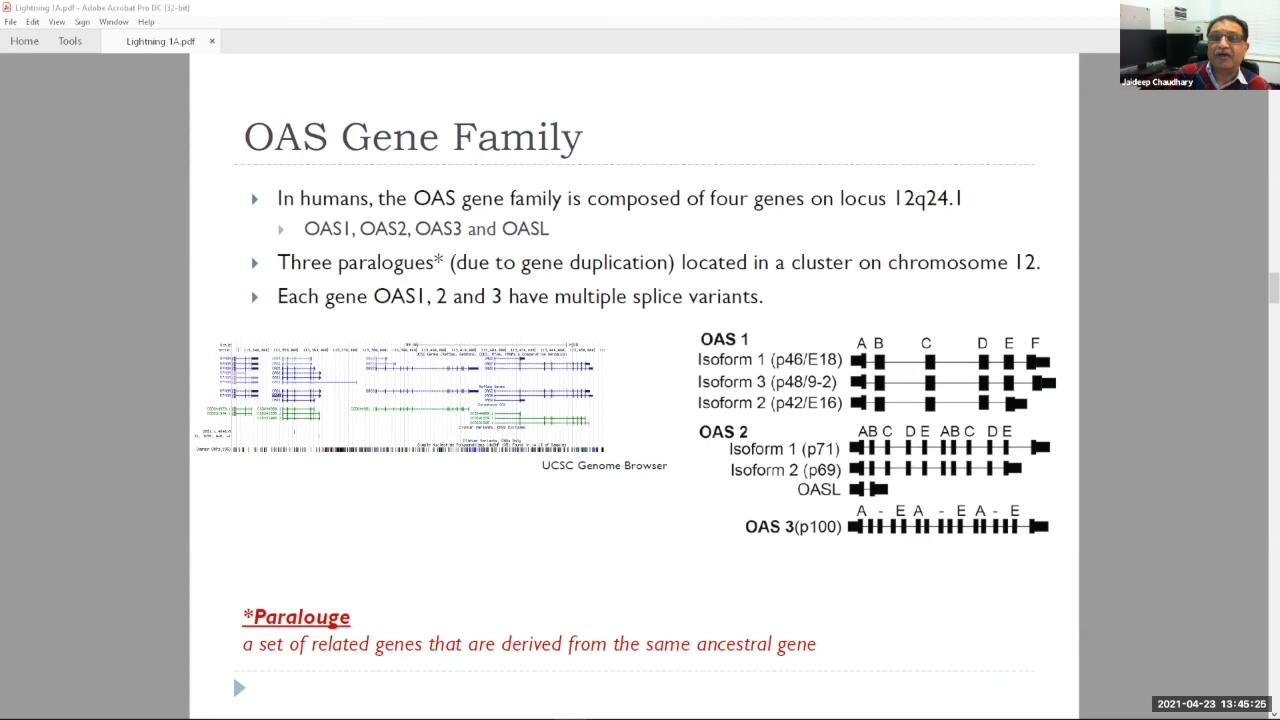 Lightning 1A.pdf - Adobe Acrobat Pro DC (32-bit)
File Edit View Sign Window Help
Home Tools Lightning 1A.pdf ×
Jaideep Chaudhary
OAS Gene Family
In humans, the OAS gene family is composed of four genes on locus 12q24.1
OAS1, OAS2, OAS3 and OASL
Three paralogues* (due to gene duplication) located in a cluster on chromosome 12.
Each gene OAS1, 2 and 3 have multiple splice variants.
UCSC Genome Browser
OAS 1
A B C D E F
Isoform 1 (p46/E18)
Isoform 3 (p48/9-2)
Isoform 2 (p42/E16)
OAS 2
AB C D E AB C D E
Isoform 1 (p71)
Isoform 2 (p69)
OASL
A - E A - E A - E
OAS 3(p100)
*Paralouge
a set of related genes that are derived from the same ancestral gene
2021-04-23 13:45:25